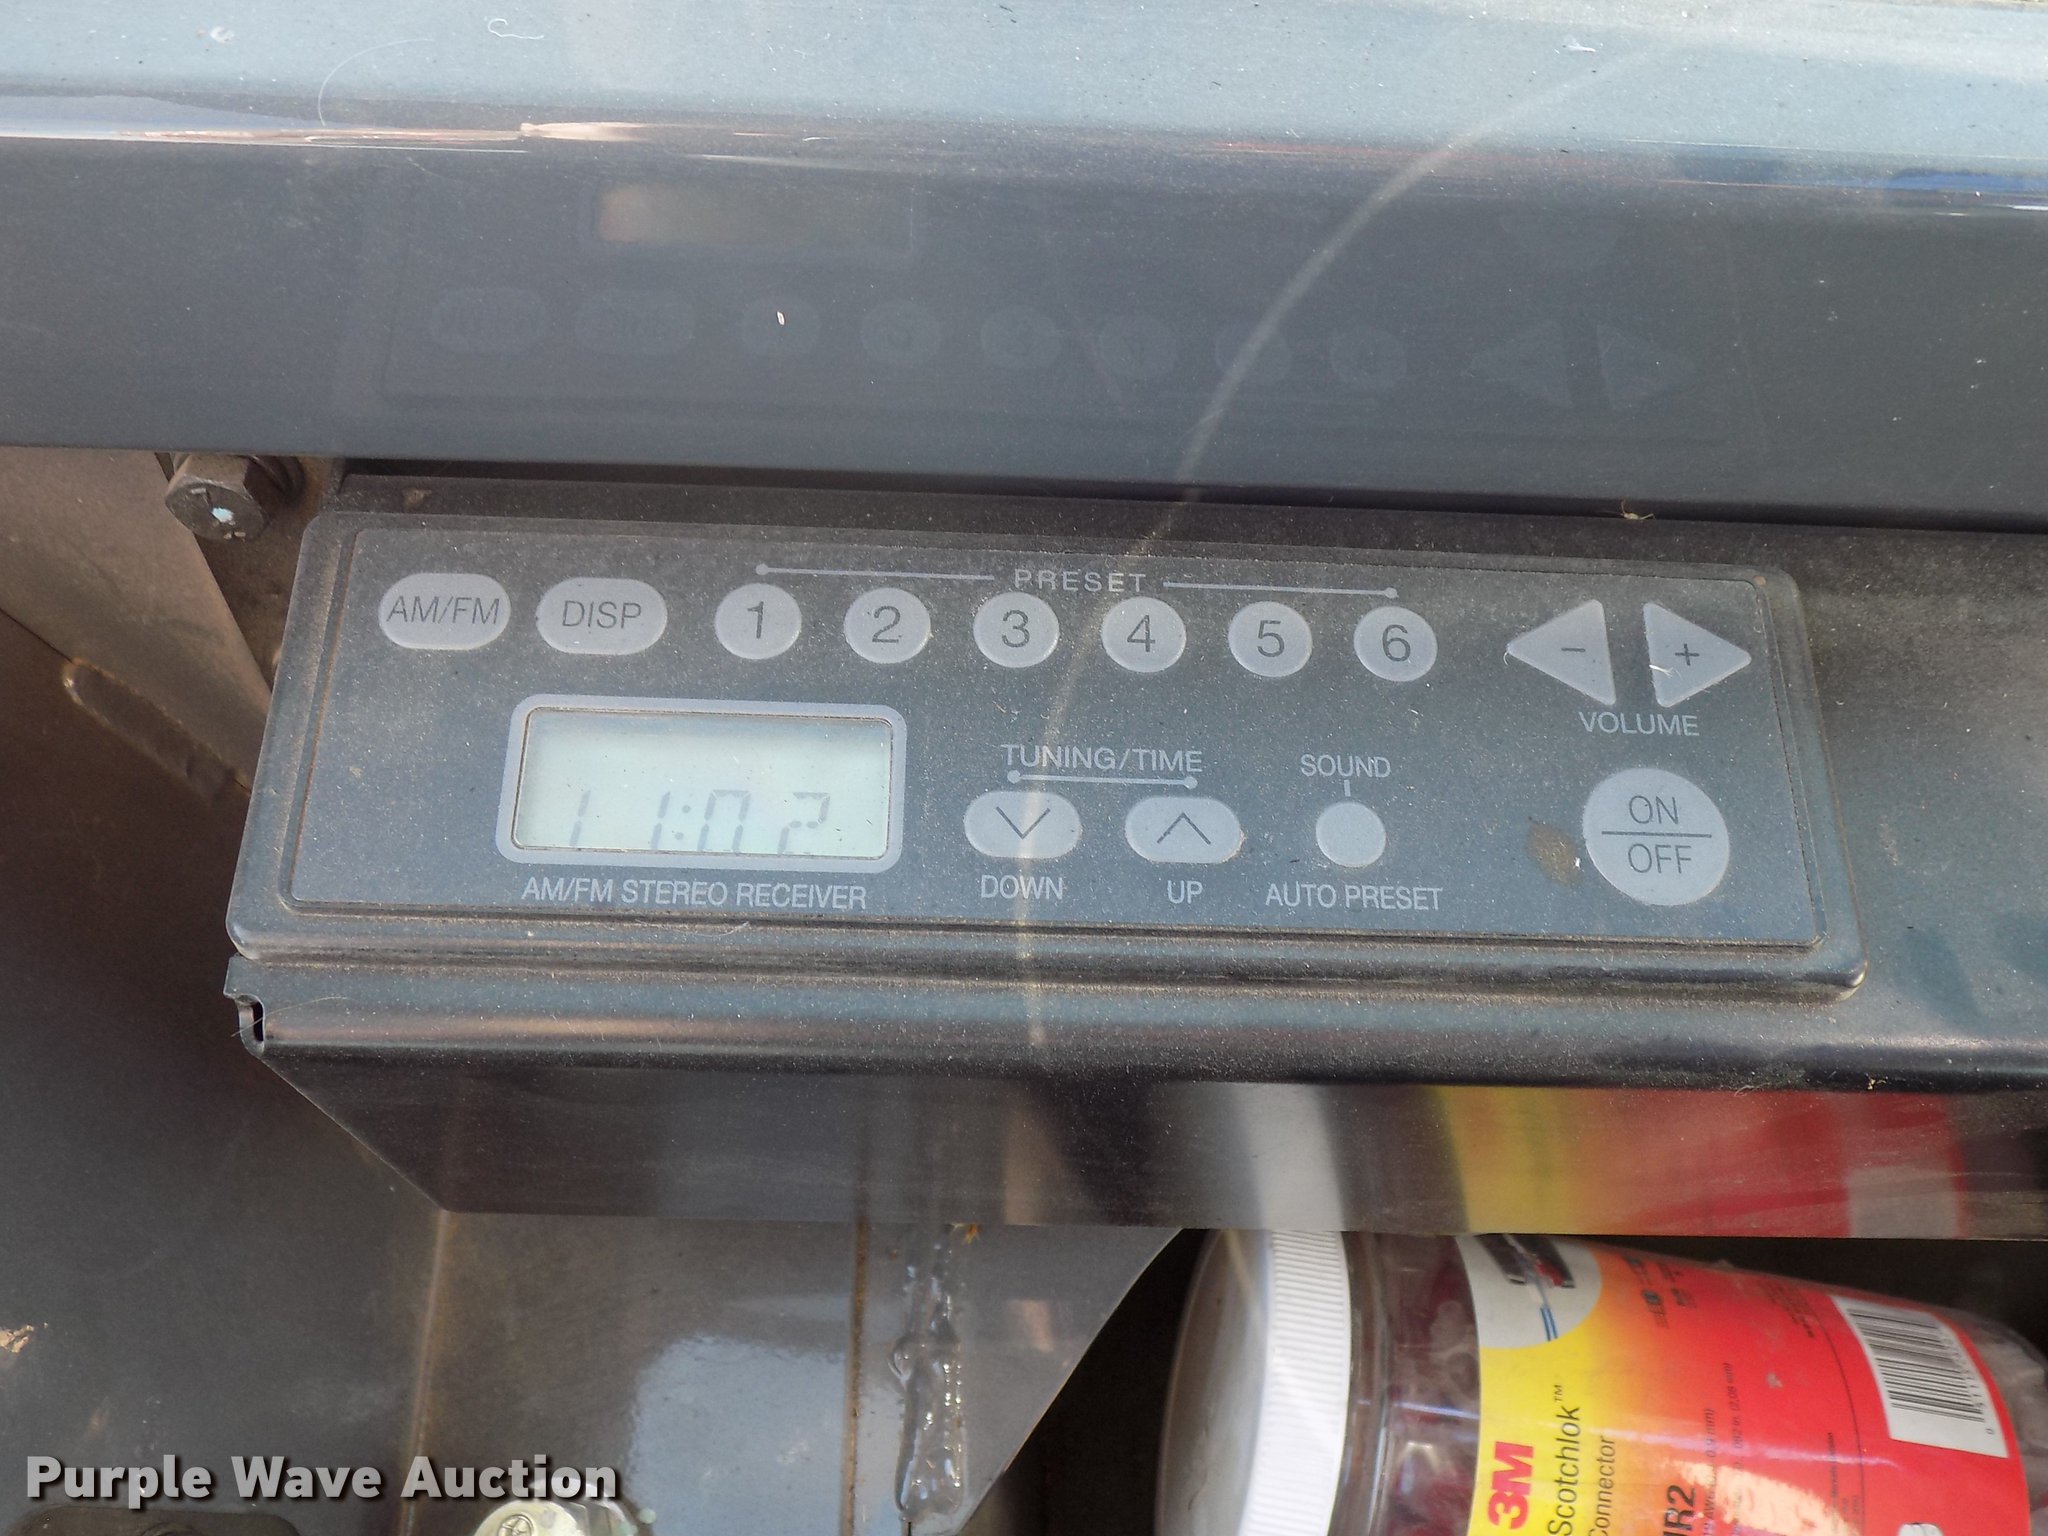 PRESET
AM/FM DISP 1 2 3 4 5 6 - +
VOLUME
TUNING/TIME SOUND
11:02
ON
OFF
AM/FM STEREO RECEIVER DOWN UP AUTO PRESET
3M
Scotchlok™
Connector
Purple Wave Auction